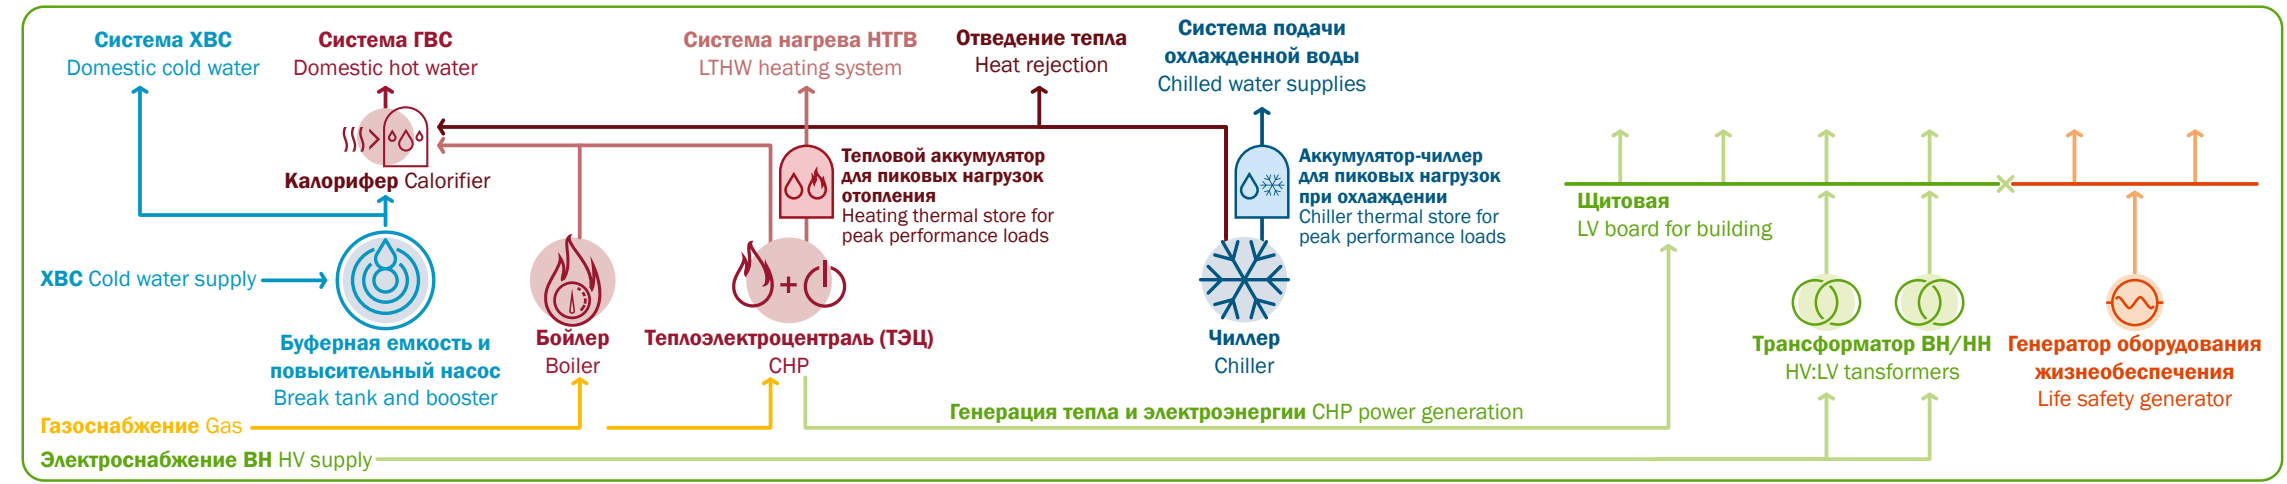 Система ХВС
Domestic cold water
Система ГВС
Domestic hot water
Система нагрева НТГВ
LTHW heating system
Отведение тепла
Heat rejection
Система подачи
охлажденной воды
Chilled water supplies
Калорифер Calorifier
Тепловой аккумулятор
для пиковых нагрузок
отопления
Heating thermal store for
peak performance loads
Аккумулятор-чиллер
для пиковых нагрузок
при охлаждении
Chiller thermal store for
peak performance loads
Щитовая
LV board for building
ХВС Cold water supply
Буферная емкость и
повысительный насос
Break tank and booster
Бойлер
Boiler
Теплоэлектроцентраль (ТЭЦ)
CHP
Чиллер
Chiller
Трансформатор ВН/НН
HV:LV tansformers
Генератор оборудования
жизнеобеспечения
Life safety generator
Газоснабжение Gas
Генерация тепла и электроэнергии CHP power generation
Электроснабжение ВН HV supply